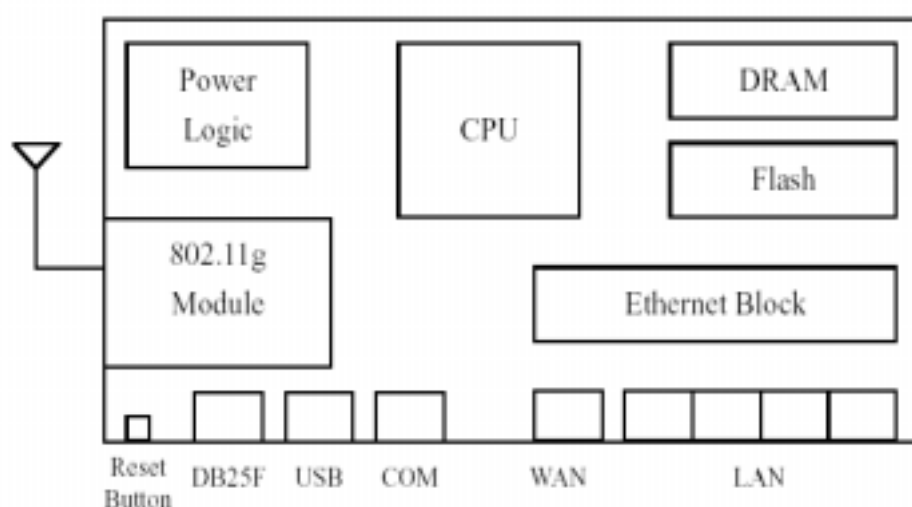 Power
Logic
CPU
DRAM
Flash
802.11g
Module
Ethernet Block
Reset
Button
DB25F
USB
COM
WAN
LAN